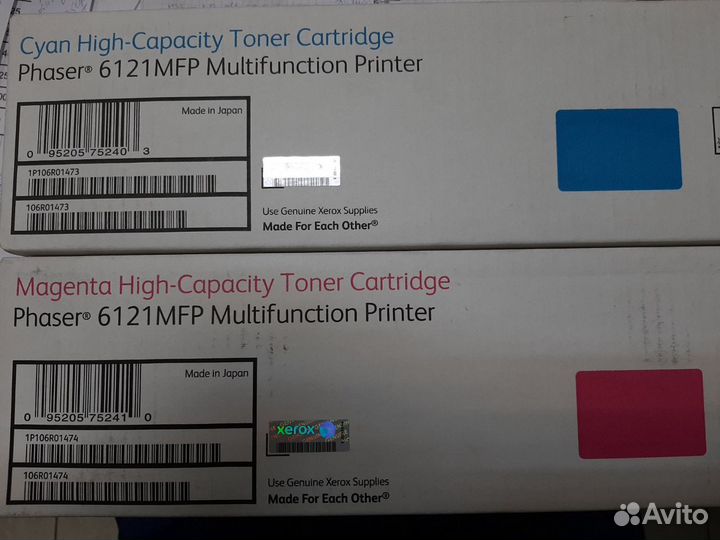 Cyan High-Capacity Toner Cartridge
Phaser® 6121MFP Multifunction Printer
Made in Japan
0 95205 75240 3
1P106R01473
106R01473
Use Genuine Xerox Supplies
Made For Each Other®
Magenta High-Capacity Toner Cartridge
Phaser® 6121MFP Multifunction Printer
Made in Japan
0 95205 75241 0
1P106R01474
106R01474
xerox
Use Genuine Xerox Supplies
Made For Each Other®
Avito